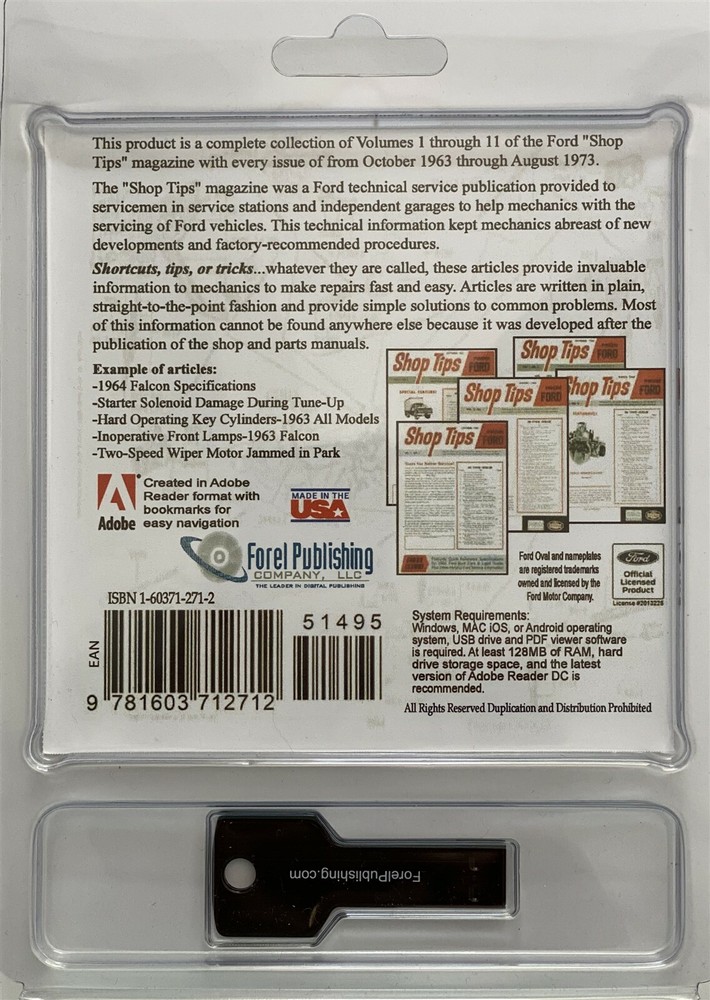 This product is a complete collection of Volumes 1 through 11 of the Ford "Shop
Tips" magazine with every issue of from October 1963 through August 1973.
The "Shop Tips" magazine was a Ford technical service publication provided to
servicemen in service stations and independent garages to help mechanics with the
servicing of Ford vehicles. This technical information kept mechanics abreast of new
developments and factory-recommended procedures.
Shortcuts, tips, or tricks...whatever they are called, these articles provide invaluable
information to mechanics to make repairs fast and easy. Articles are written in plain,
straight-to-the-point fashion and provide simple solutions to common problems. Most
of this information cannot be found anywhere else because it was developed after the
publication of the shop and parts manuals.
Example of articles:
-1964 Falcon Specifications
-Starter Solenoid Damage During Tune-Up
-Hard Operating Key Cylinders-1963 All Models
-Inoperative Front Lamps-1963 Falcon
-Two-Speed Wiper Motor Jammed in Park
Shop Tips FORD
Shop Tips FORD
Shop Tips FORD
Shop Tips FORD
Shop Tips FORD
Adobe
Created in Adobe
Reader format with
bookmarks for
easy navigation
MADE IN THE
USA
Forel Publishing
COMPANY, LLC
THE LEADER IN DIGITAL PUBLISHING
Ford Oval and nameplates
are registered trademarks
owned and licensed by the
Ford Motor Company.
Ford
Official
Licensed
Product
License #2013226
ISBN 1-60371-271-2
EAN
9 781603 712712
51495
System Requirements:
Windows, MAC iOS, or Android operating
system, USB drive and PDF viewer software
is required. At least 128MB of RAM, hard
drive storage space, and the latest
version of Adobe Reader DC is
recommended.
All Rights Reserved Duplication and Distribution Prohibited
ForelPublishing.com